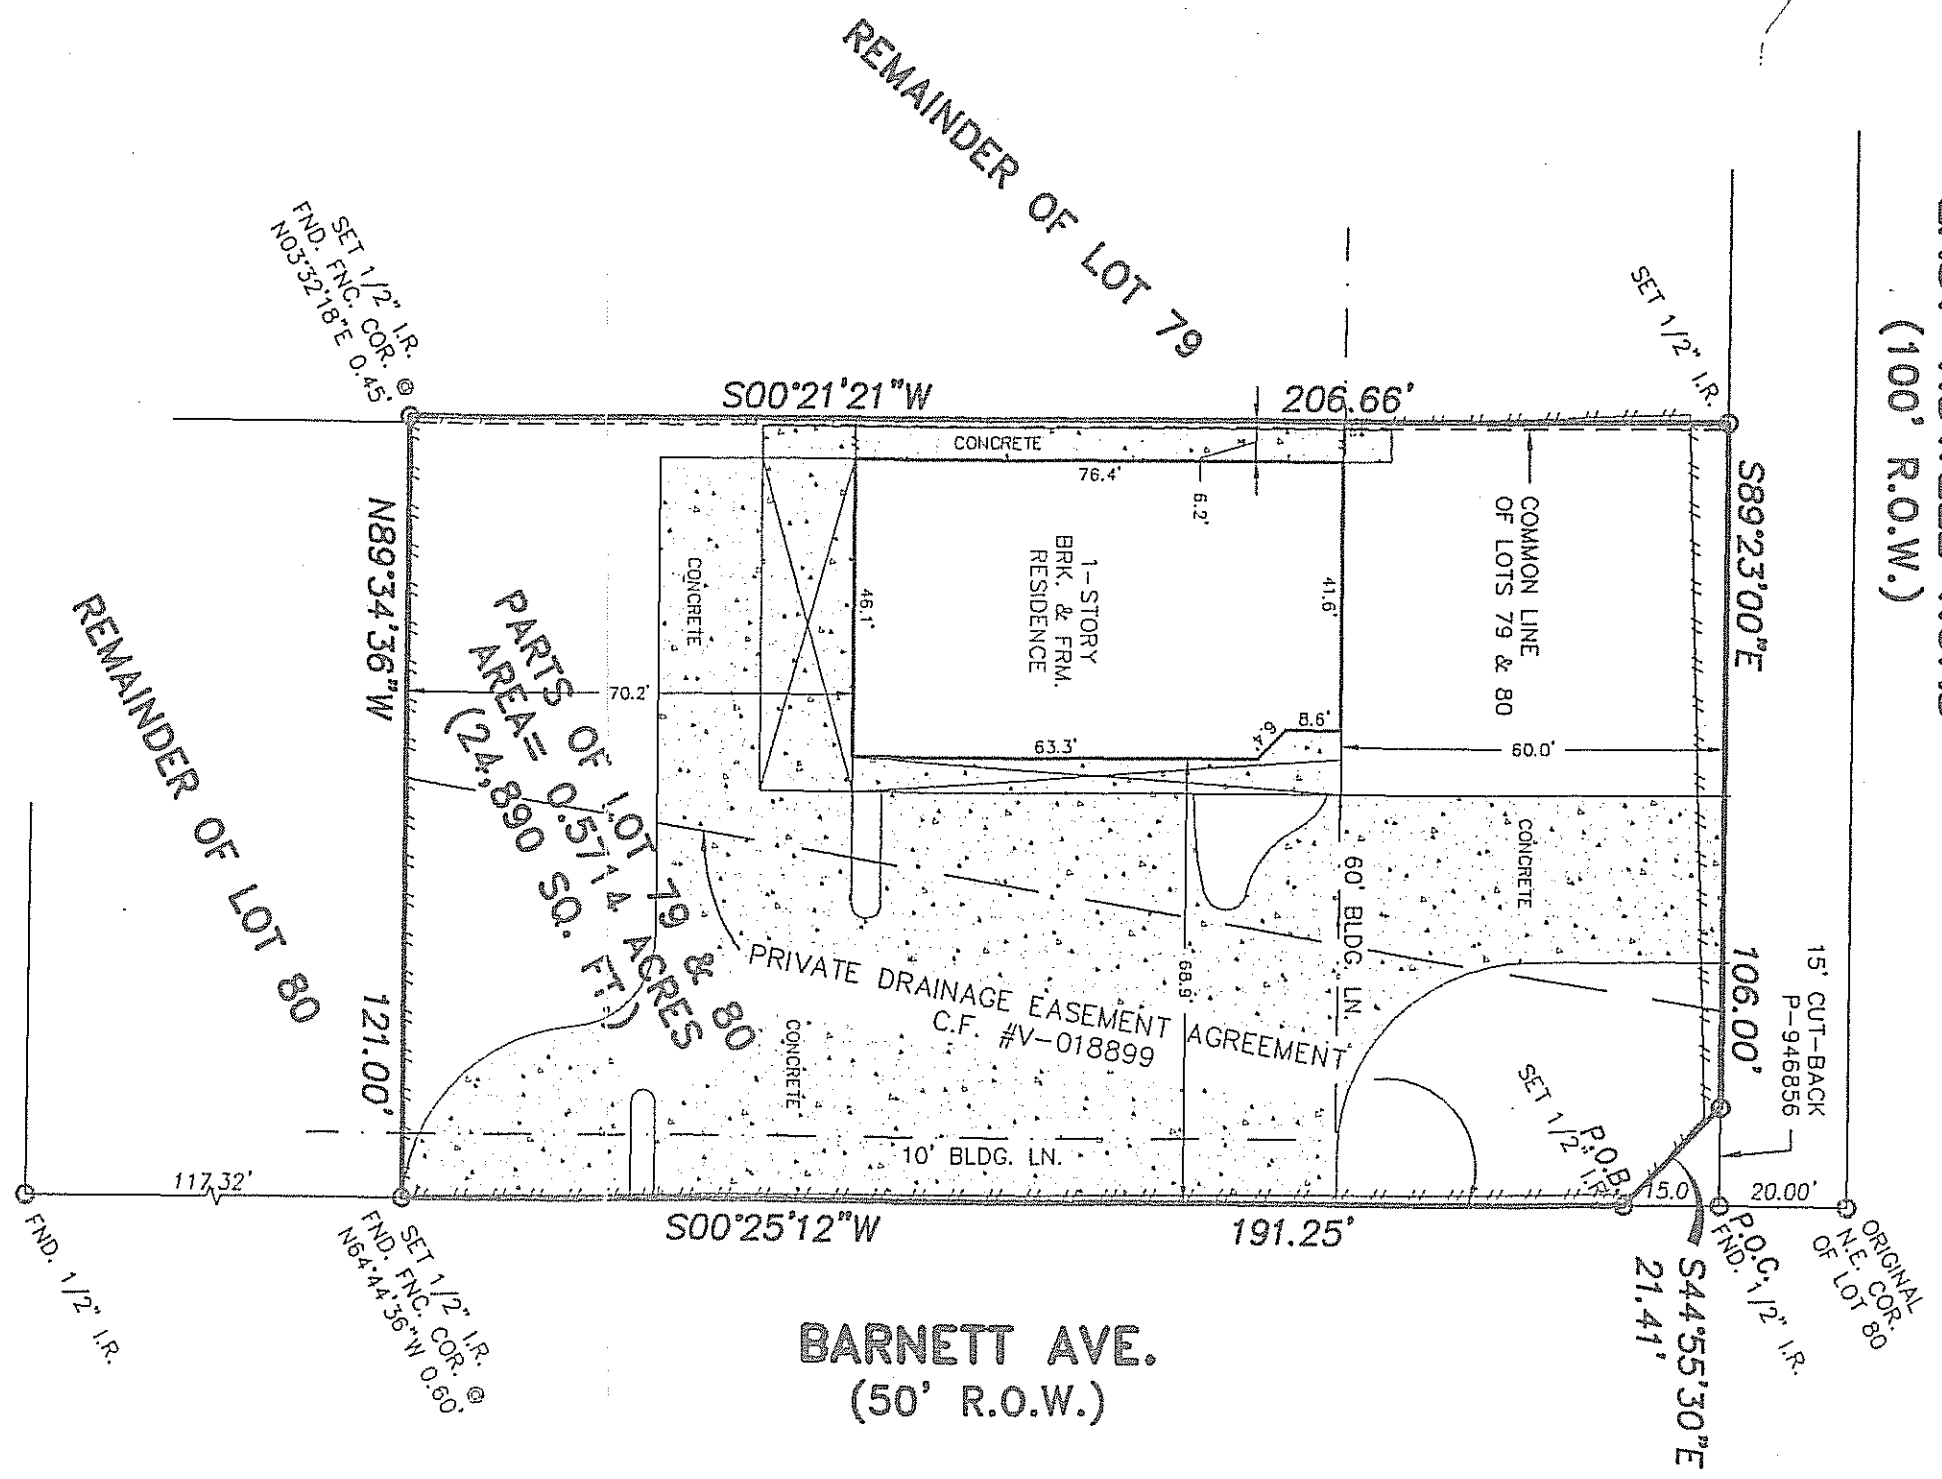 (100' R.O.W.)
REMAINDER OF LOT 79
SET 1/2" I.R.
FND. FNC. COR. @
N03°32'18"E 0.45'
SET 1/2" I.R.
S00°21'21"W
206.66'
S89°23'00"E
106.00'
CONCRETE
76.4'
6.2'
COMMON LINE
OF LOTS 79 & 80
1-STORY
BRK. & FRM.
RESIDENCE
41.6'
46.1'
8.6'
6.4'
63.3'
60.0'
70.2'
CONCRETE
N89°34'36"W
121.00'
PARTS OF LOT 79 & 80
AREA= 0.5714 ACRES
(24,890 SQ. FT.)
REMAINDER OF LOT 80
CONCRETE
60' BLDG. LN.
68.9'
PRIVATE DRAINAGE EASEMENT AGREEMENT
C.F. #V-018899
CONCRETE
15' CUT-BACK
P-946856
10' BLDG. LN.
SET 1/2" I.R.
P.O.B.
15.0
20.00'
P.O.C.
FND. 1/2" I.R.
ORIGINAL
N.E. COR.
OF LOT 80
S44°55'30"E
21.41'
117.32'
S00°25'12"W
191.25'
FND. 1/2" I.R.
SET 1/2" I.R.
FND. FNC. COR. @
N64°44'36"W 0.60'
BARNETT AVE.
(50' R.O.W.)